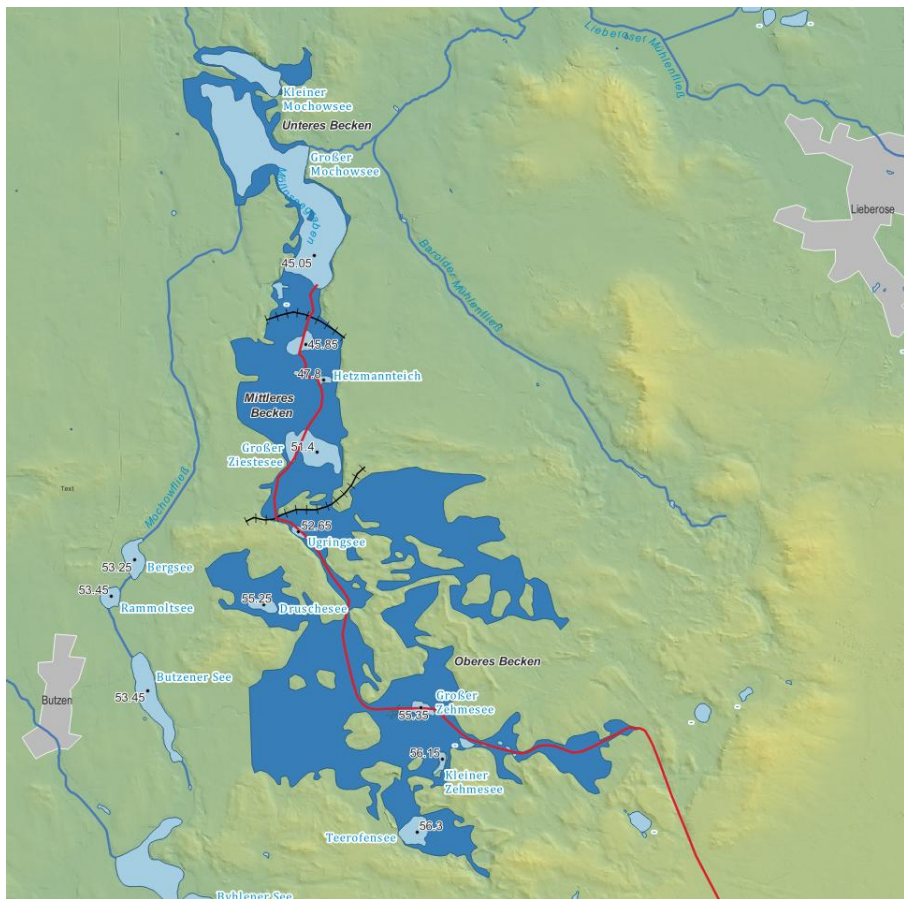 Lieberoser
Mühlenfließ
Kleiner
Mochowsee
Unteres Becken
Großer
Mochowsee
Lieberose
Barolder Mühlenfließ
45.05
45.85
47.8
Hetzmannteich
Mittleres
Becken
Großer
Ziestesee
51.4
Text
Mochowfließ
52.65
Ugringsee
53.25
Bergsee
53.45
Rammoltsee
55.25
Druschesee
Oberes Becken
Butzener See
53.45
Butzen
Großer
Zehmesee
55.35
56.15
Kleiner
Zehmesee
56.3
Teerofensee
Byhlener See